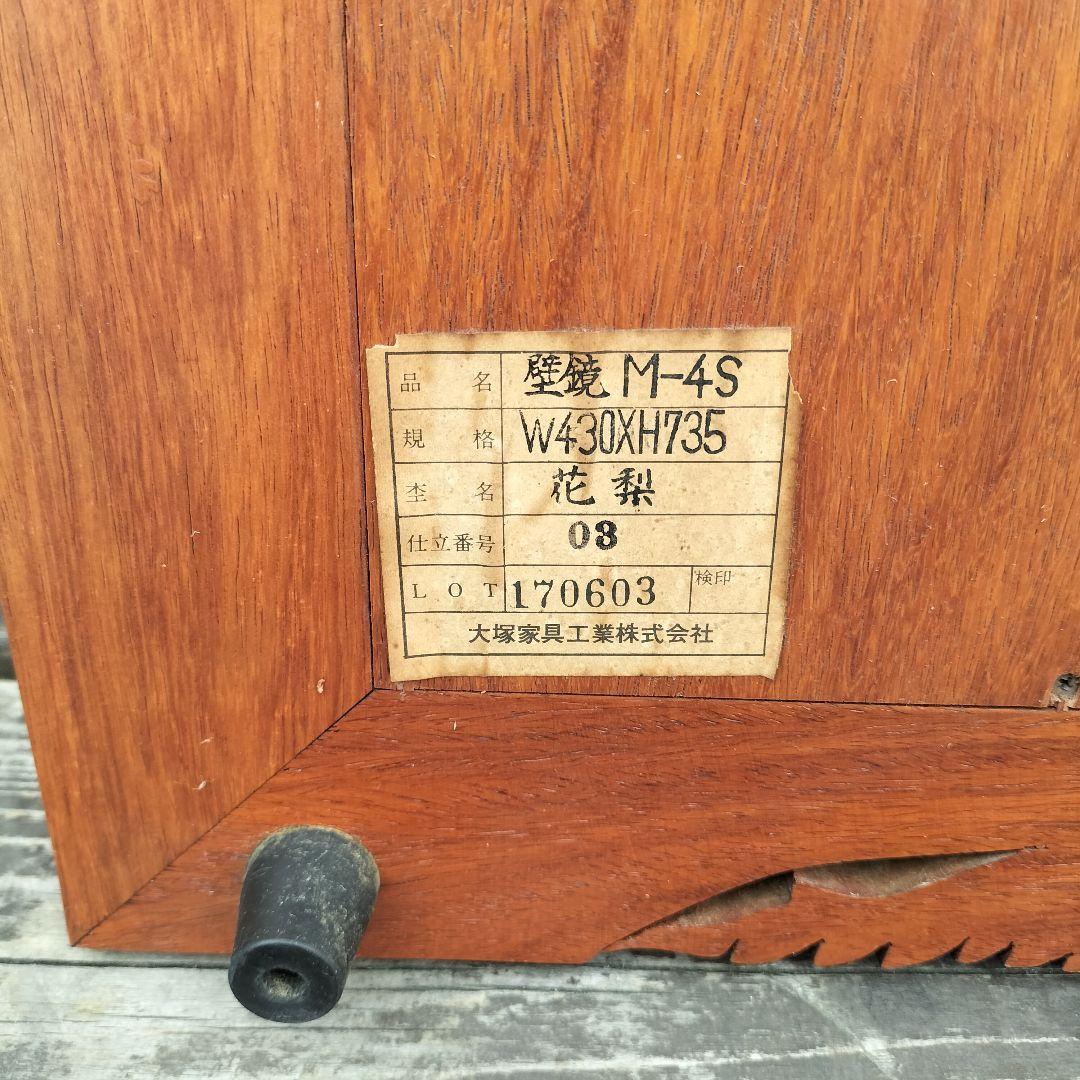 品名 壁鏡 M-4S
規格 W430XH735
杢名 花梨
仕立番号 03
LOT 170603 検印
大塚家具工業株式会社